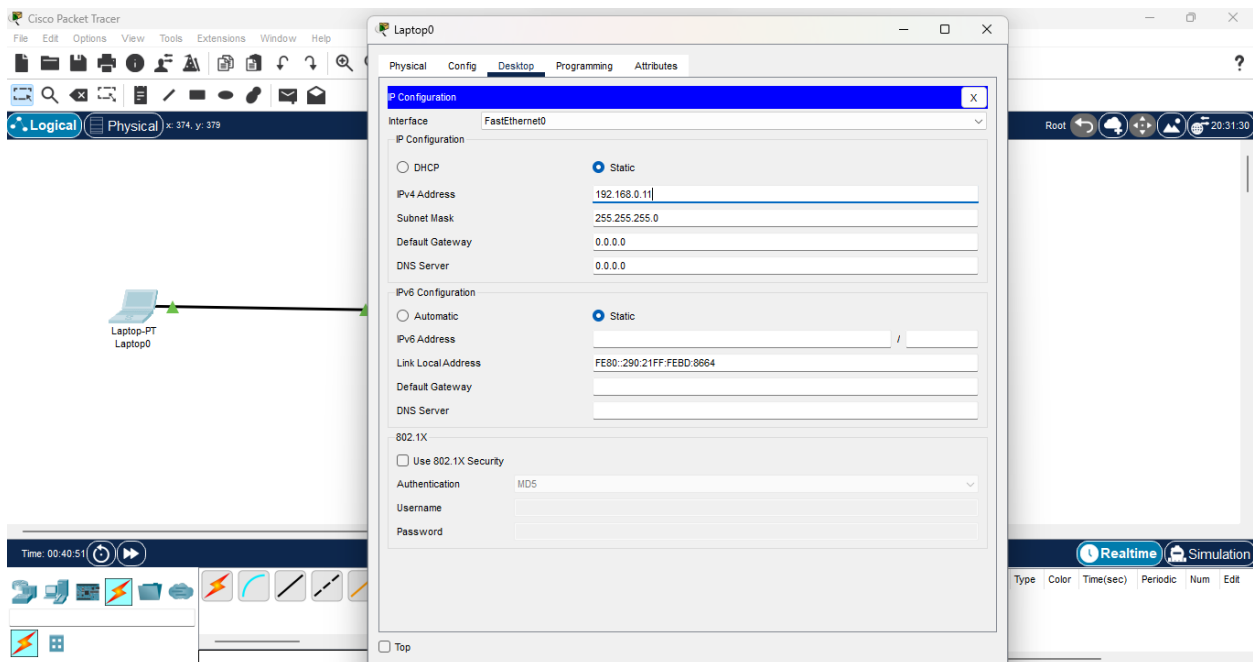 Cisco Packet Tracer
File Edit Options View Tools Extensions Window Help
?
Logical Physical x: 374, y: 379
Root 20:31:30
Laptop-PT
Laptop0
Time: 00:40:51
Realtime Simulation
Type Color Time(sec) Periodic Num Edit
Laptop0
Physical Config Desktop Programming Attributes
IP Configuration X
Interface FastEthernet0
IP Configuration
DHCP Static
IPv4 Address 192.168.0.11
Subnet Mask 255.255.255.0
Default Gateway 0.0.0.0
DNS Server 0.0.0.0
IPv6 Configuration
Automatic Static
IPv6 Address /
Link Local Address FE80::290:21FF:FEBD:8664
Default Gateway
DNS Server
802.1X
Use 802.1X Security
Authentication MD5
Username
Password
Top